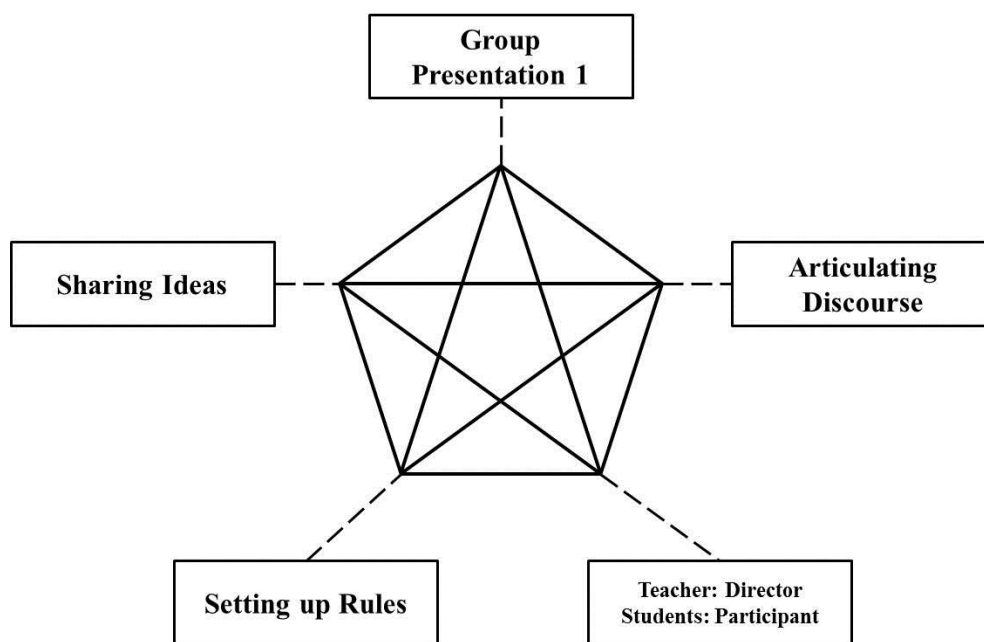 Group
Presentation 1
Sharing Ideas
Articulating
Discourse
Setting up Rules
Teacher: Director
Students: Participant